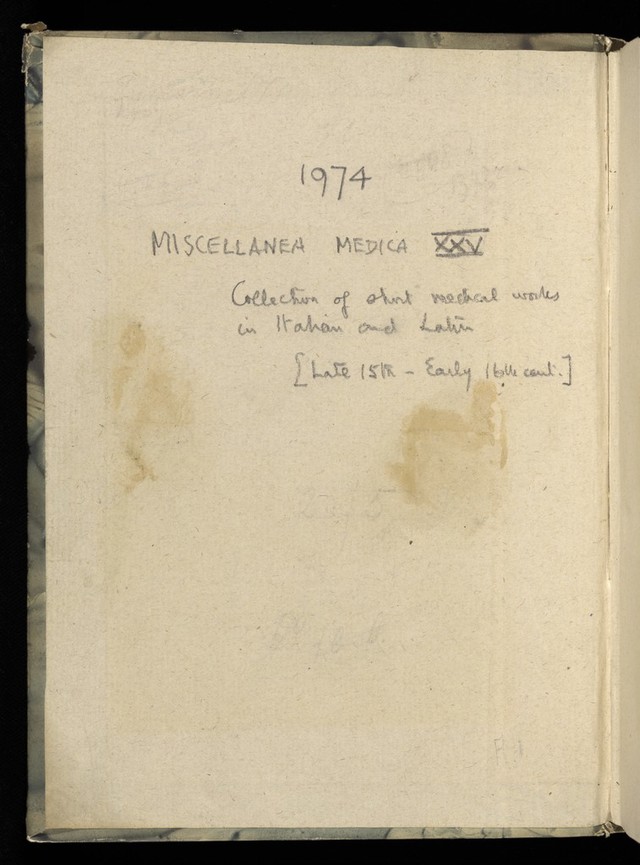 1974
MISCELLANEA MEDICA XXV
Collection of short medical works
in Italian and Latin
[Late 15th - Early 16th cent.]